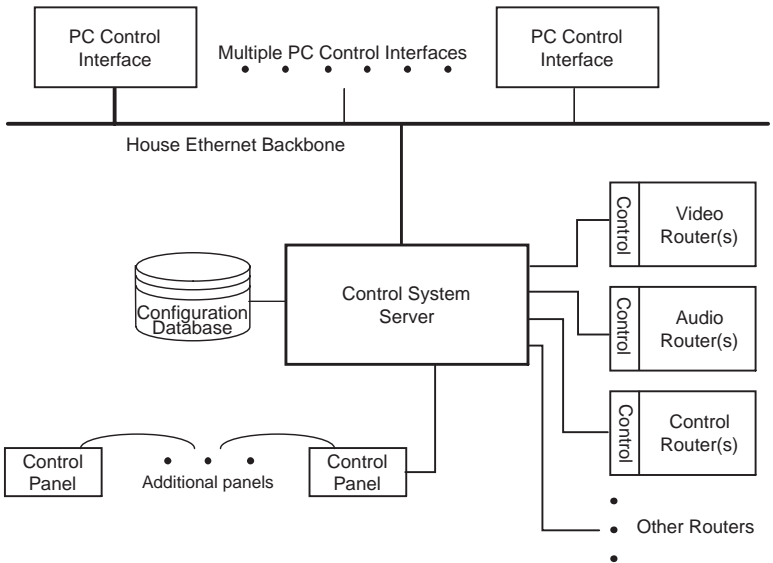 PC Control
Interface
Multiple PC Control Interfaces
PC Control
Interface
House Ethernet Backbone
Control
Video
Router(s)
Configuration
Database
Control System
Server
Control
Audio
Router(s)
Control
Control
Router(s)
Control
Panel
Additional panels
Control
Panel
Other Routers